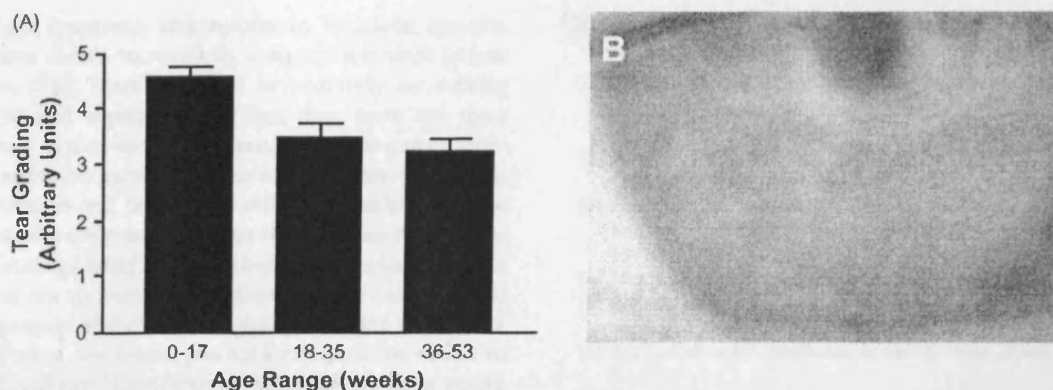 (A)
5
4
3
2
1
0
Tear Grading
(Arbitrary Units)
0-17
18-35
36-53
Age Range (weeks)
B